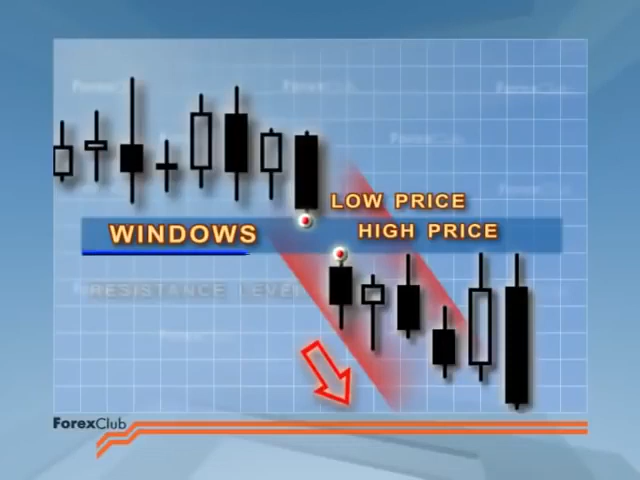 LOW PRICE
WINDOWS
HIGH PRICE
RESISTANCE LEVEL
ForexClub